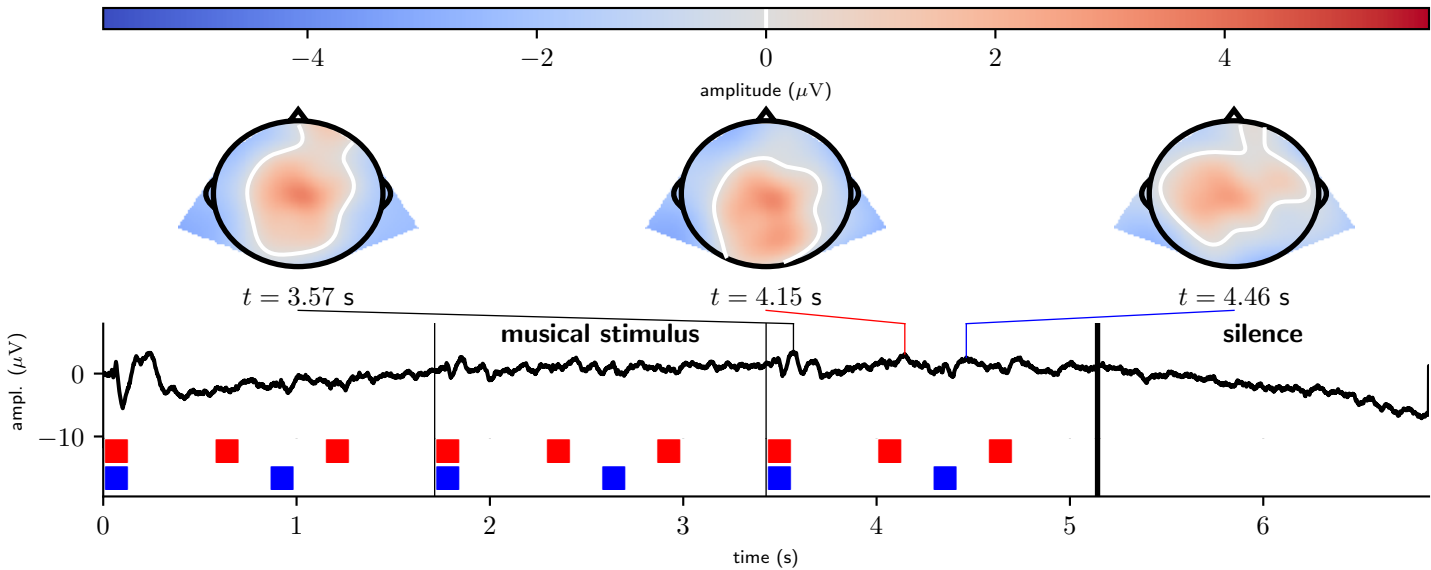 −4 −2 0 2 4
amplitude (μV)
t = 3.57 s t = 4.15 s t = 4.46 s
musical stimulus silence
ampl. (μV)
0
−10
0 1 2 3 4 5 6
time (s)